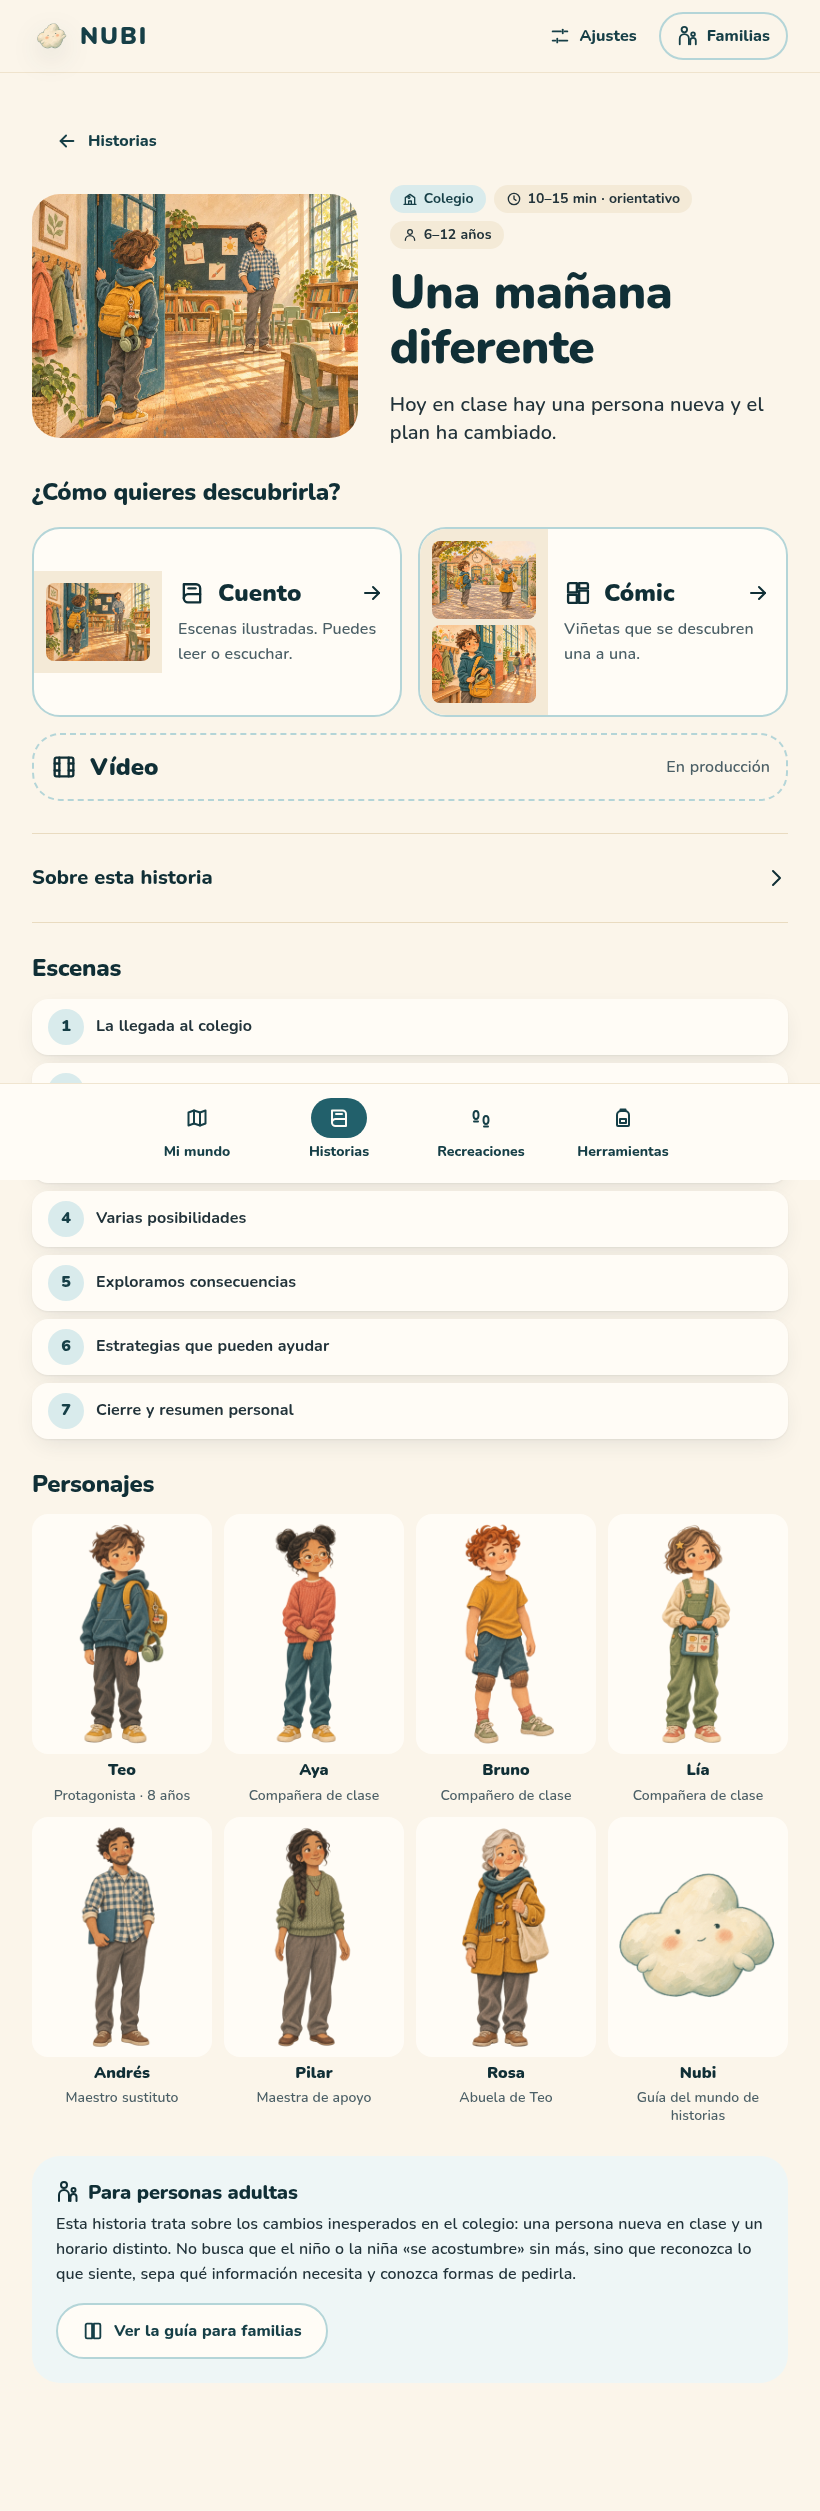 NUBI
Ajustes
Familias
Historias
Colegio
10–15 min · orientativo
6–12 años
Una mañana
diferente
Hoy en clase hay una persona nueva y el
plan ha cambiado.
¿Cómo quieres descubrirla?
Cuento
Escenas ilustradas. Puedes
leer o escuchar.
Cómic
Viñetas que se descubren
una a una.
Vídeo
En producción
Sobre esta historia
Escenas
1 La llegada al colegio
Mi mundo
Historias
Recreaciones
Herramientas
4 Varias posibilidades
5 Exploramos consecuencias
6 Estrategias que pueden ayudar
7 Cierre y resumen personal
Personajes
Teo
Protagonista · 8 años
Aya
Compañera de clase
Bruno
Compañero de clase
Lía
Compañera de clase
Andrés
Maestro sustituto
Pilar
Maestra de apoyo
Rosa
Abuela de Teo
Nubi
Guía del mundo de
historias
Para personas adultas
Esta historia trata sobre los cambios inesperados en el colegio: una persona nueva en clase y un
horario distinto. No busca que el niño o la niña «se acostumbre» sin más, sino que reconozca lo
que siente, sepa qué información necesita y conozca formas de pedirla.
Ver la guía para familias